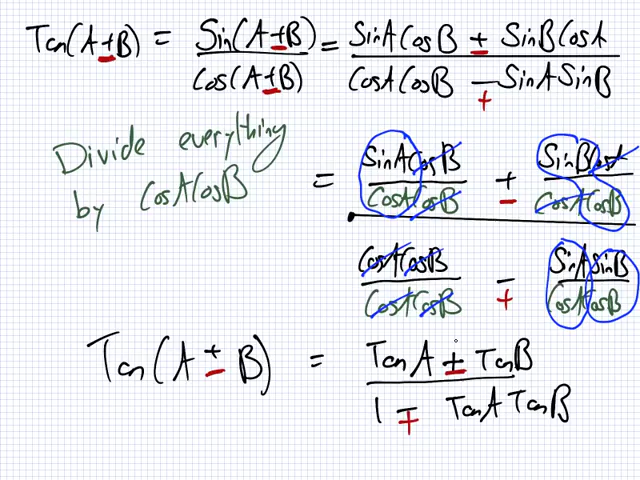 Tan(A±B) = Sin(A±B)/Cos(A±B) = SinACosB ± SinBCosA / CosACosB ∓ SinASinB
Divide everything
by CosACosB
= SinACosB/CosACosB ± SinBCosA/CosACosB
CosACosB/CosACosB ∓ SinASinB/CosACosB
Tan(A ± B) = TanA ± TanB / 1 ∓ TanATanB